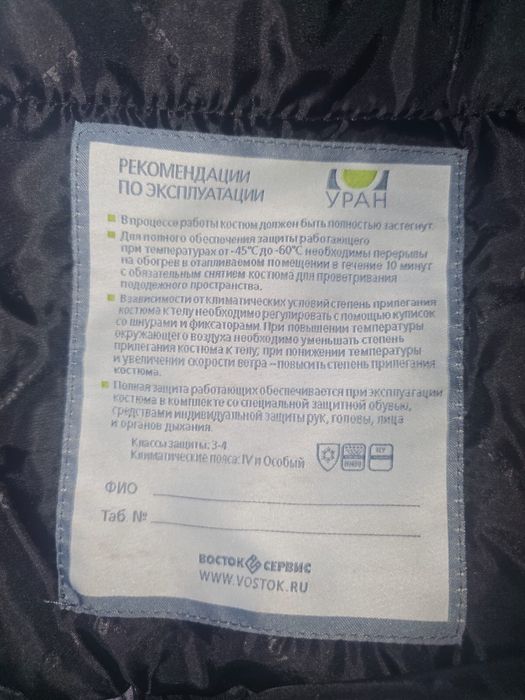 РЕКОМЕНДАЦИИ
ПО ЭКСПЛУАТАЦИИ
УРАН
В процессе работы костюм должен быть полностью застегнут.
Для полного обеспечения защиты работающего
при температурах от -45°С до -60°С необходимы перерывы
на обогрев в отапливаемом помещении в течение 10 минут
с обязательным снятием костюма для проветривания
пододежного пространства.
В зависимости от климатических условий степень прилегания
костюма к телу необходимо регулировать с помощью кулисок
со шнурами и фиксаторами. При повышении температуры
окружающего воздуха необходимо уменьшать степень
прилегания костюма к телу, при понижении температуры
и увеличении скорости ветра – повысить степень прилегания
костюма.
Полная защита работающих обеспечивается при эксплуатации
костюма в комплекте со специальной защитной обувью,
средствами индивидуальной защиты рук, головы, лица
и органов дыхания.
Классы защиты: 3-4
Климатические пояса: IV и Особый
ФИО
Таб. №
ВОСТОК СЕРВИС
WWW.VOSTOK.RU